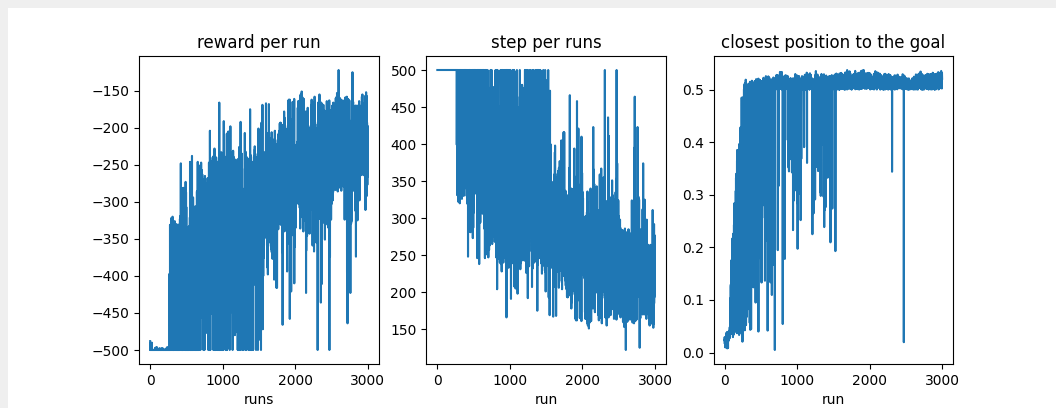 reward per run
−150
−200
−250
−300
−350
−400
−450
−500
0 1000 2000 3000
runs
step per runs
500
450
400
350
300
250
200
150
0 1000 2000 3000
run
closest position to the goal
0.5
0.4
0.3
0.2
0.1
0.0
0 1000 2000 3000
run